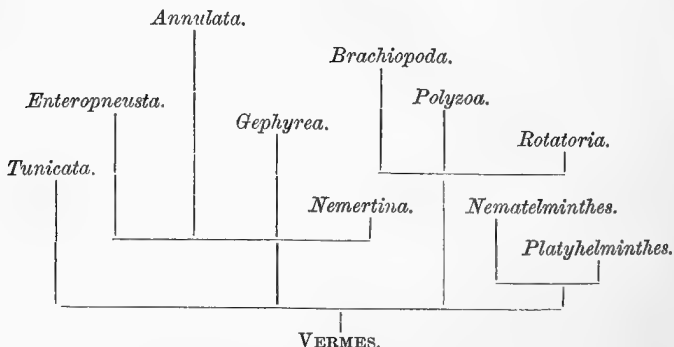 Annulata.
Brachiopoda.
Enteropneusta.
Polyzoa.
Gephyrea.
Rotatoria.
Tunicata.
Nemertina.
Nematelminthes.
Platyhelminthes.
VERMES.